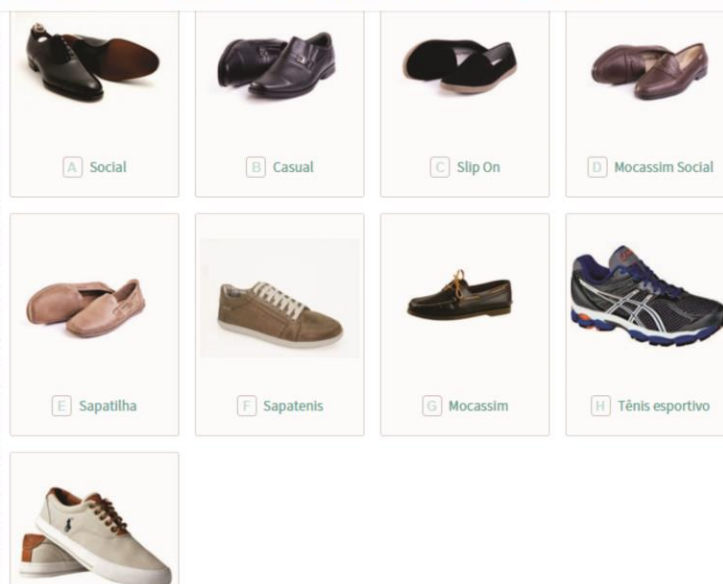 A Social
B Casual
C Slip On
D Mocassim Social
E Sapatilha
F Sapatenis
G Mocassim
H Tênis esportivo